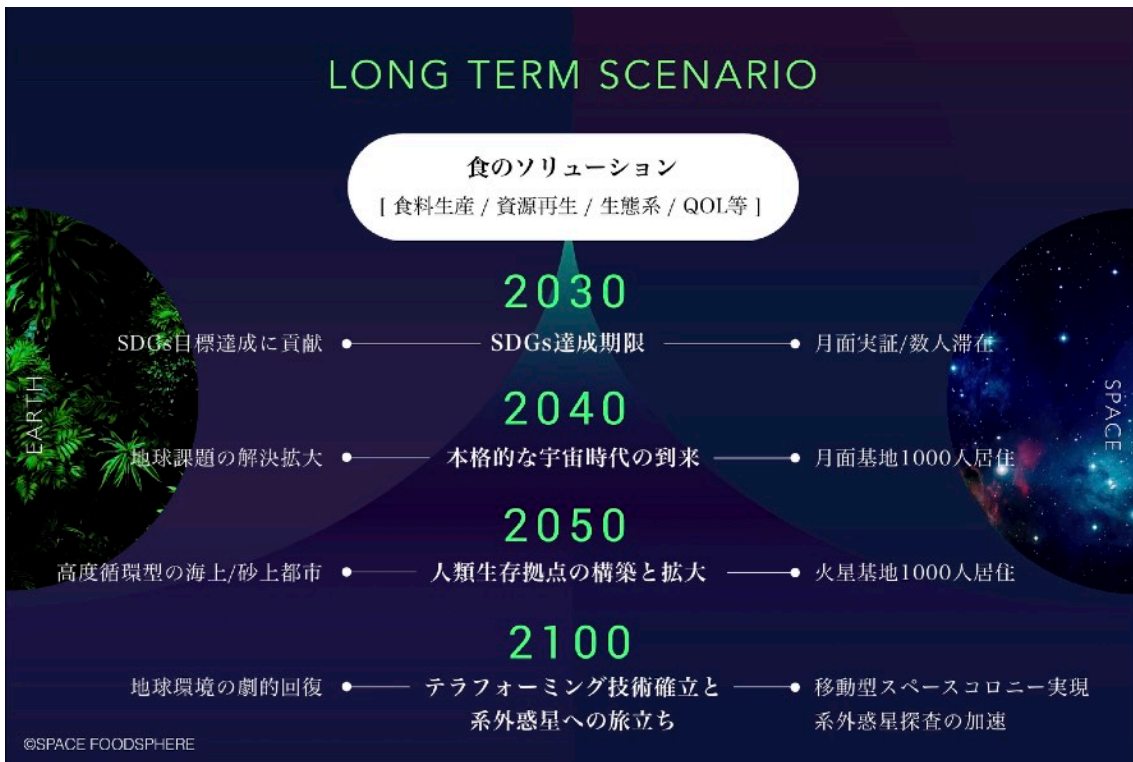 LONG TERM SCENARIO
食のソリューション
[ 食料生産 / 資源再生 / 生態系 / QOL等 ]
2030
SDGs目標達成に貢献
SDGs達成期限
月面実証/数人滞在
EARTH
SPACE
2040
地球課題の解決拡大
本格的な宇宙時代の到来
月面基地1000人居住
2050
高度循環型の海上/砂上都市
人類生存拠点の構築と拡大
火星基地1000人居住
2100
地球環境の劇的回復
テラフォーミング技術確立と
系外惑星への旅立ち
移動型スペースコロニー実現
系外惑星探査の加速
©SPACE FOODSPHERE